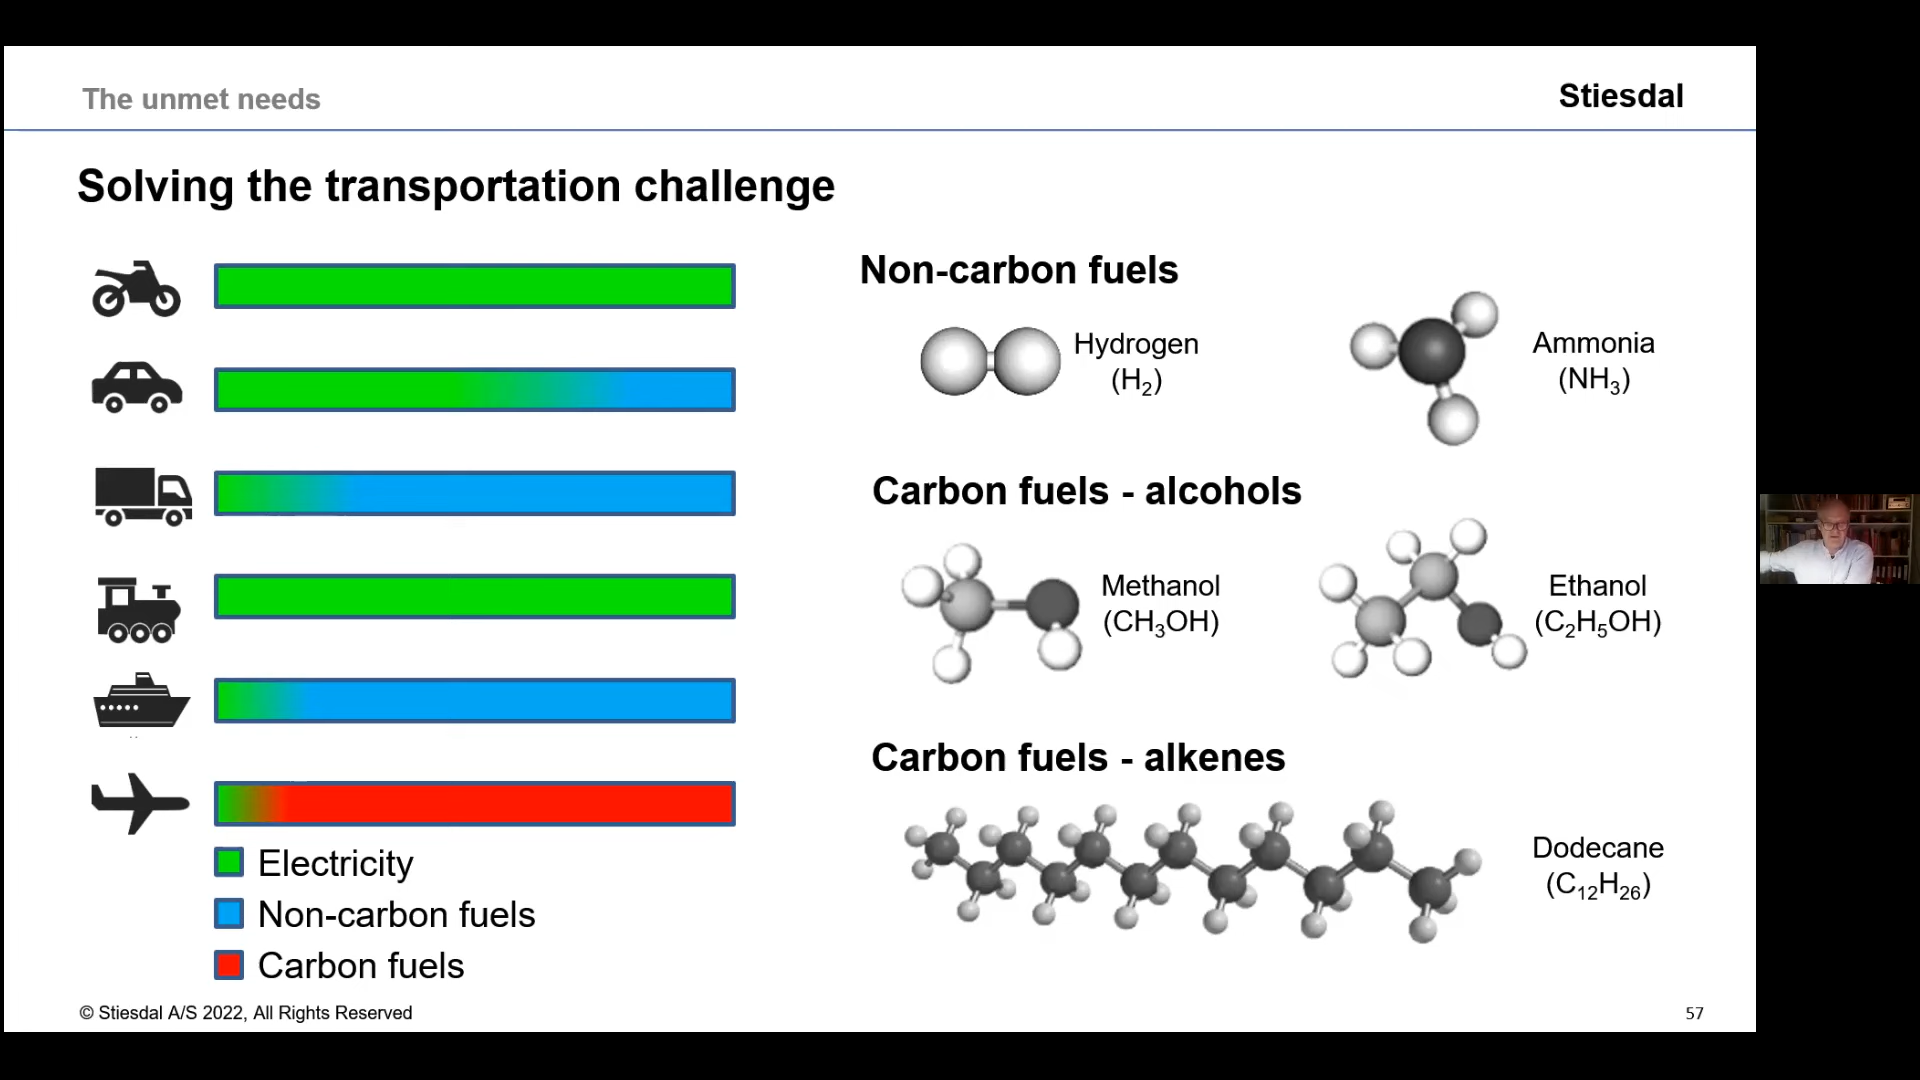 The unmet needs
Stiesdal
Solving the transportation challenge
Electricity
Non-carbon fuels
Carbon fuels
Non-carbon fuels
Hydrogen
(H₂)
Ammonia
(NH₃)
Carbon fuels - alcohols
Methanol
(CH₃OH)
Ethanol
(C₂H₅OH)
Carbon fuels - alkenes
Dodecane
(C₁₂H₂₆)
© Stiesdal A/S 2022, All Rights Reserved
57